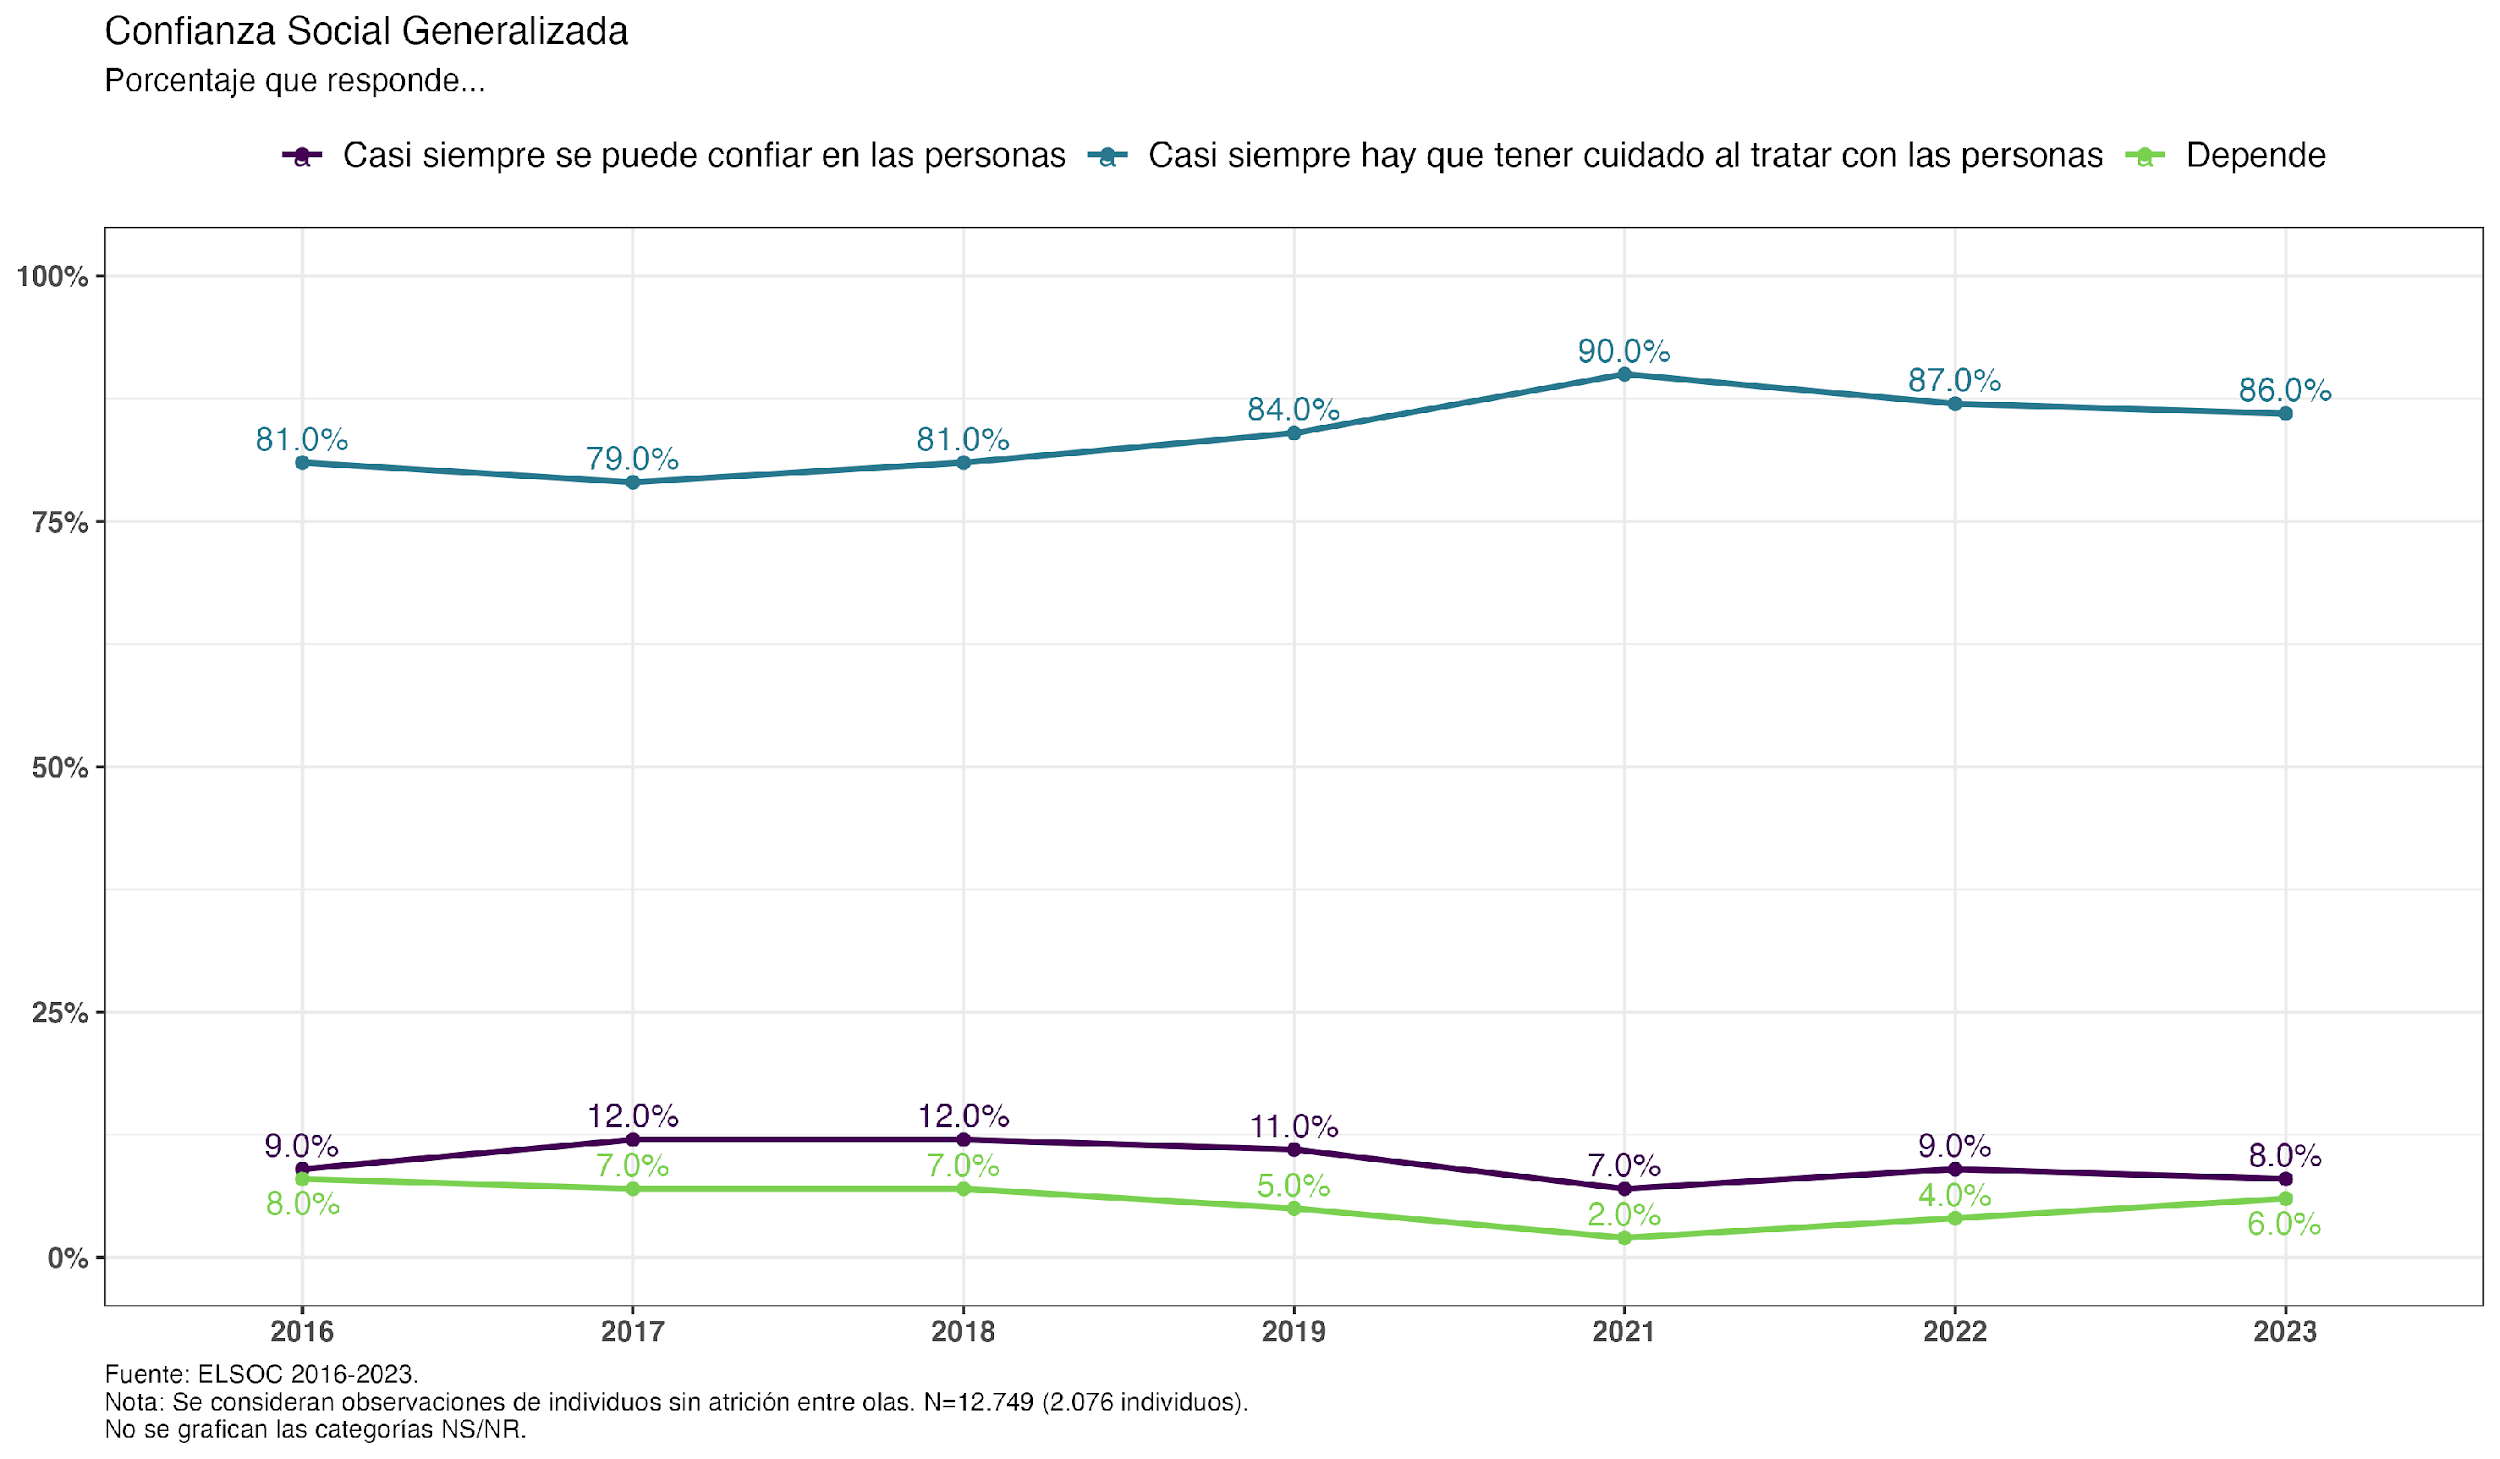 Confianza Social Generalizada
Porcentaje que responde...
a Casi siempre se puede confiar en las personas a Casi siempre hay que tener cuidado al tratar con las personas a Depende
100%
75%
50%
25%
0%
81.0% 79.0% 81.0% 84.0% 90.0% 87.0% 86.0%
9.0% 12.0% 12.0% 11.0% 7.0% 9.0% 8.0%
8.0% 7.0% 7.0% 5.0% 2.0% 4.0% 6.0%
2016 2017 2018 2019 2021 2022 2023
Fuente: ELSOC 2016-2023.
Nota: Se consideran observaciones de individuos sin atrición entre olas. N=12.749 (2.076 individuos).
No se grafican las categorías NS/NR.